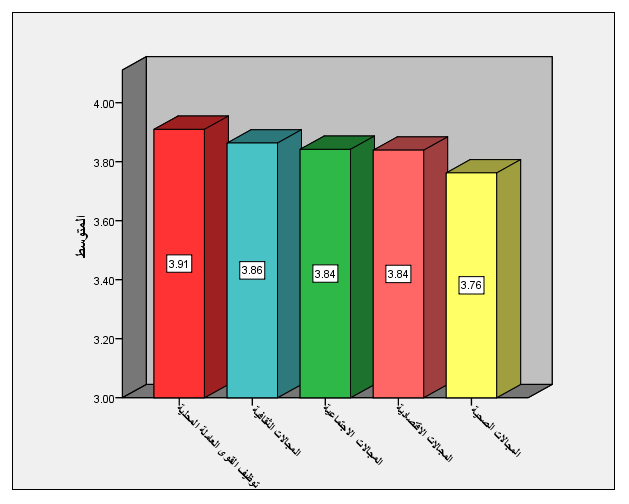 4.00
3.80
3.60
3.40
3.20
3.00
المتوسط
3.91
3.86
3.84
3.84
3.76
توظيف القوى العاملة المحلية
المجالات الثقافية
المجالات الاجتماعية
المجالات الاقتصادية
المجالات الصحية